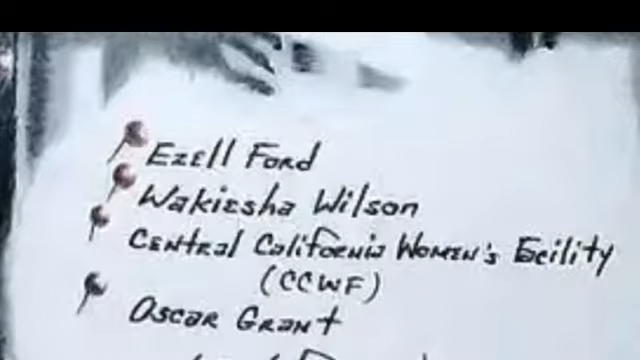 Ezell Ford
Wakiesha Wilson
Central California Women's Facility
(CCWF)
Oscar Grant